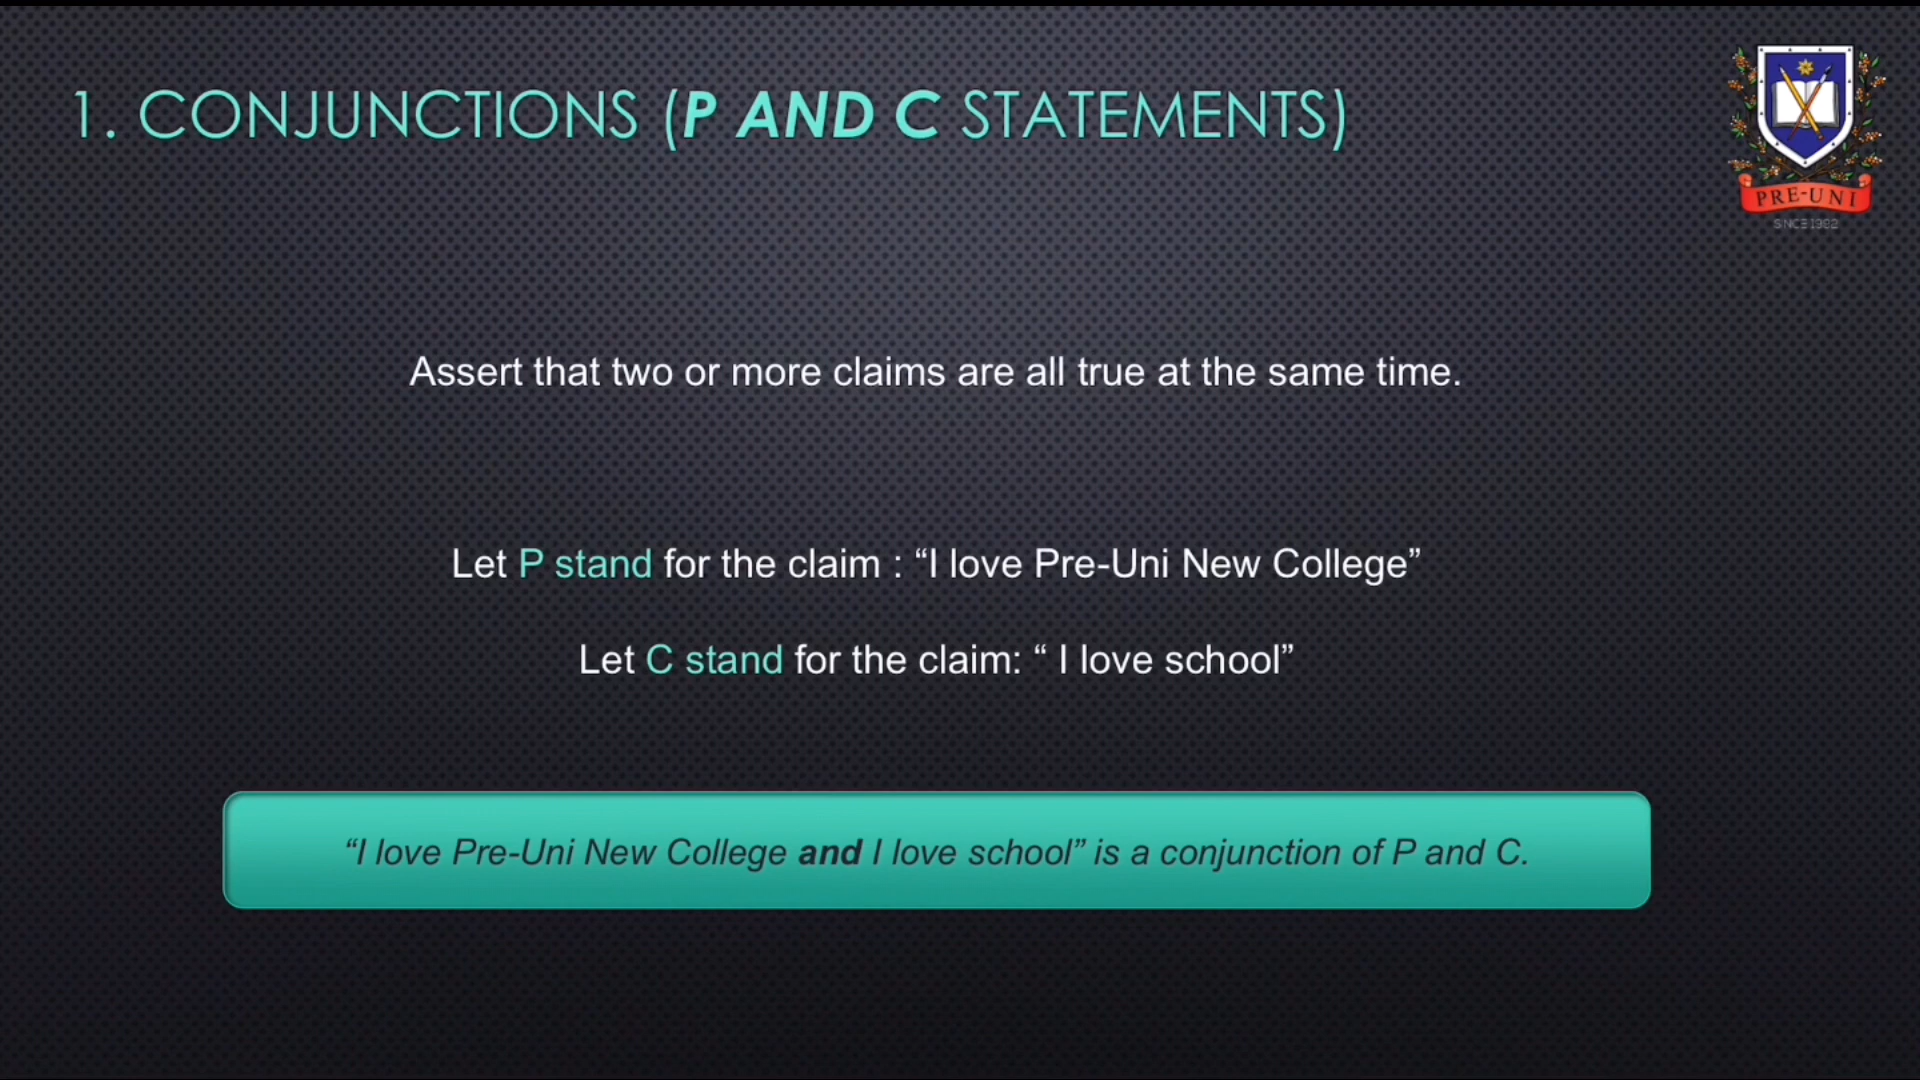 1. CONJUNCTIONS (P AND C STATEMENTS)
PRE-UNI
SINCE 1992
Assert that two or more claims are all true at the same time.
Let P stand for the claim : “I love Pre-Uni New College”
Let C stand for the claim: “ I love school”
“I love Pre-Uni New College and I love school” is a conjunction of P and C.